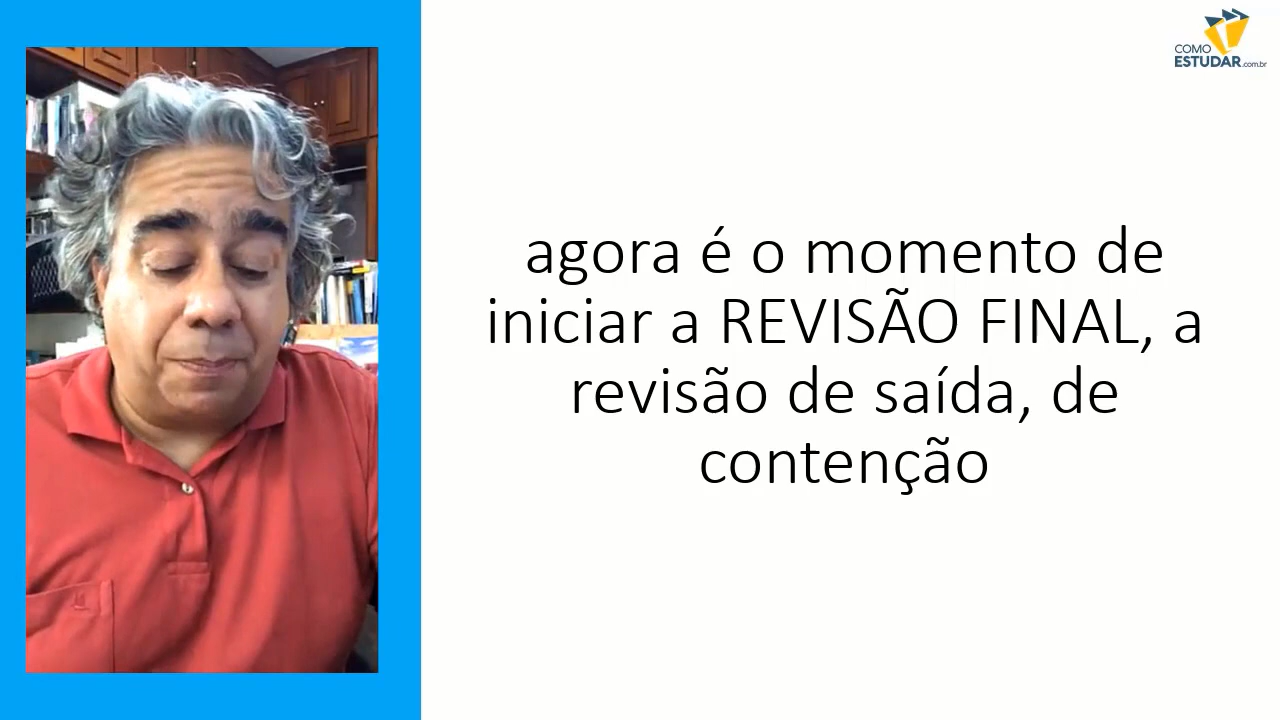 COMO
ESTUDAR.com.br
agora é o momento de
iniciar a REVISÃO FINAL, a
revisão de saída, de
contenção